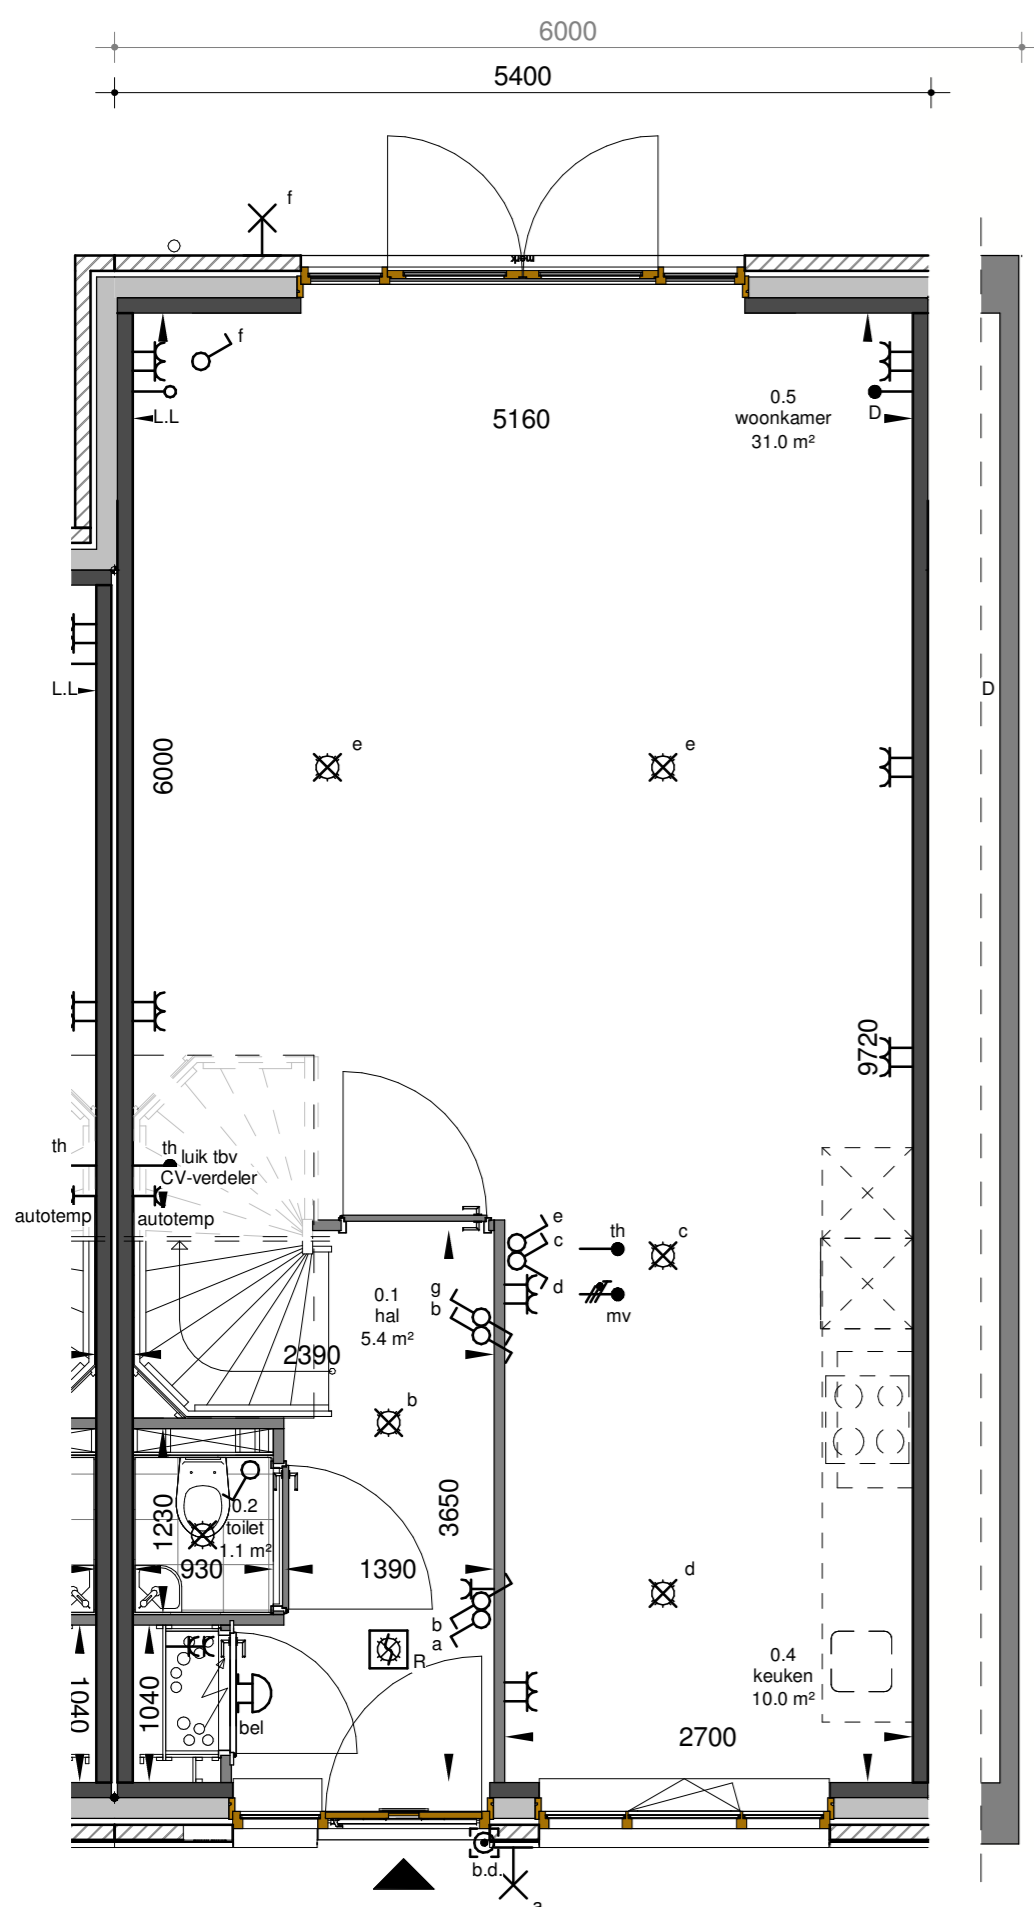 6000
5400
f
merk
f
L.L
5160
0.5
woonkamer
31.0 m²
D
L.L
D
6000
e
e
9720
th
th
luik tbv
CV-verdeler
autotemp
autotemp
e
c
d
th
c
mv
g
b
0.1
hal
5.4 m²
2390
b
3650
1230
0.2
toilet
1.1 m²
930
1390
d
b
a
R
0.4
keuken
10.0 m²
1040
1040
bel
2700
b.d.
a